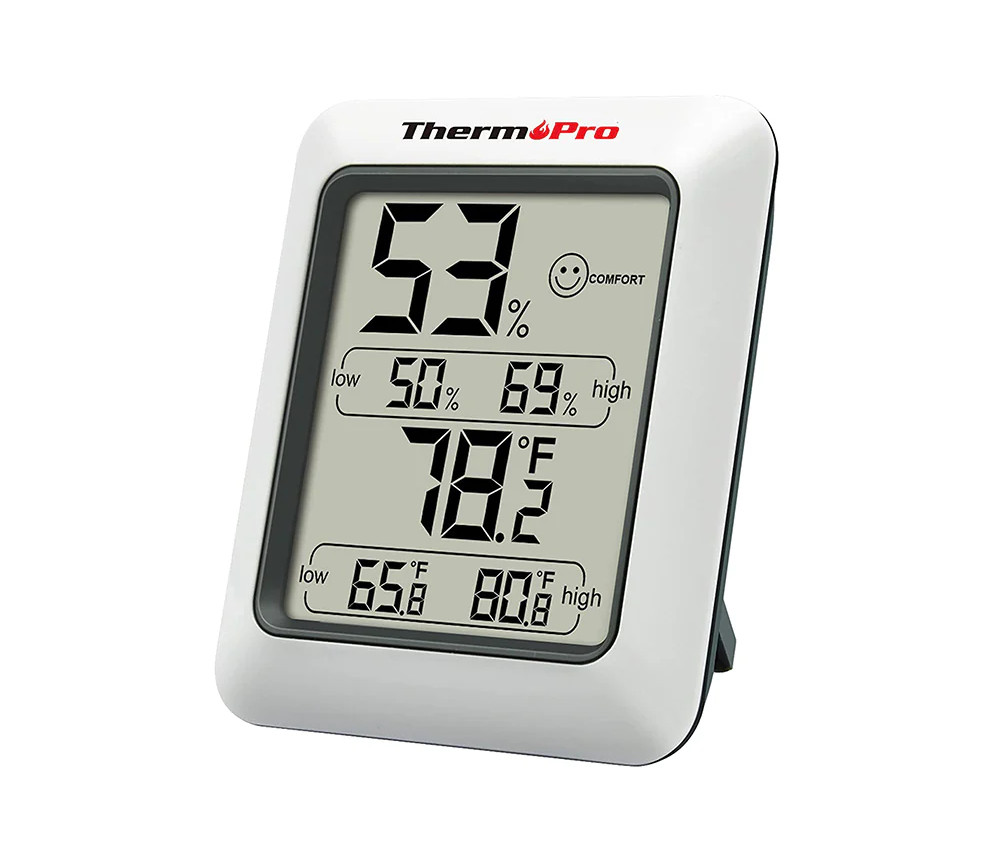 ThermoPro
53% COMFORT
low 50% 69% high
78.2°F
low 65.8°F 80.8°F high